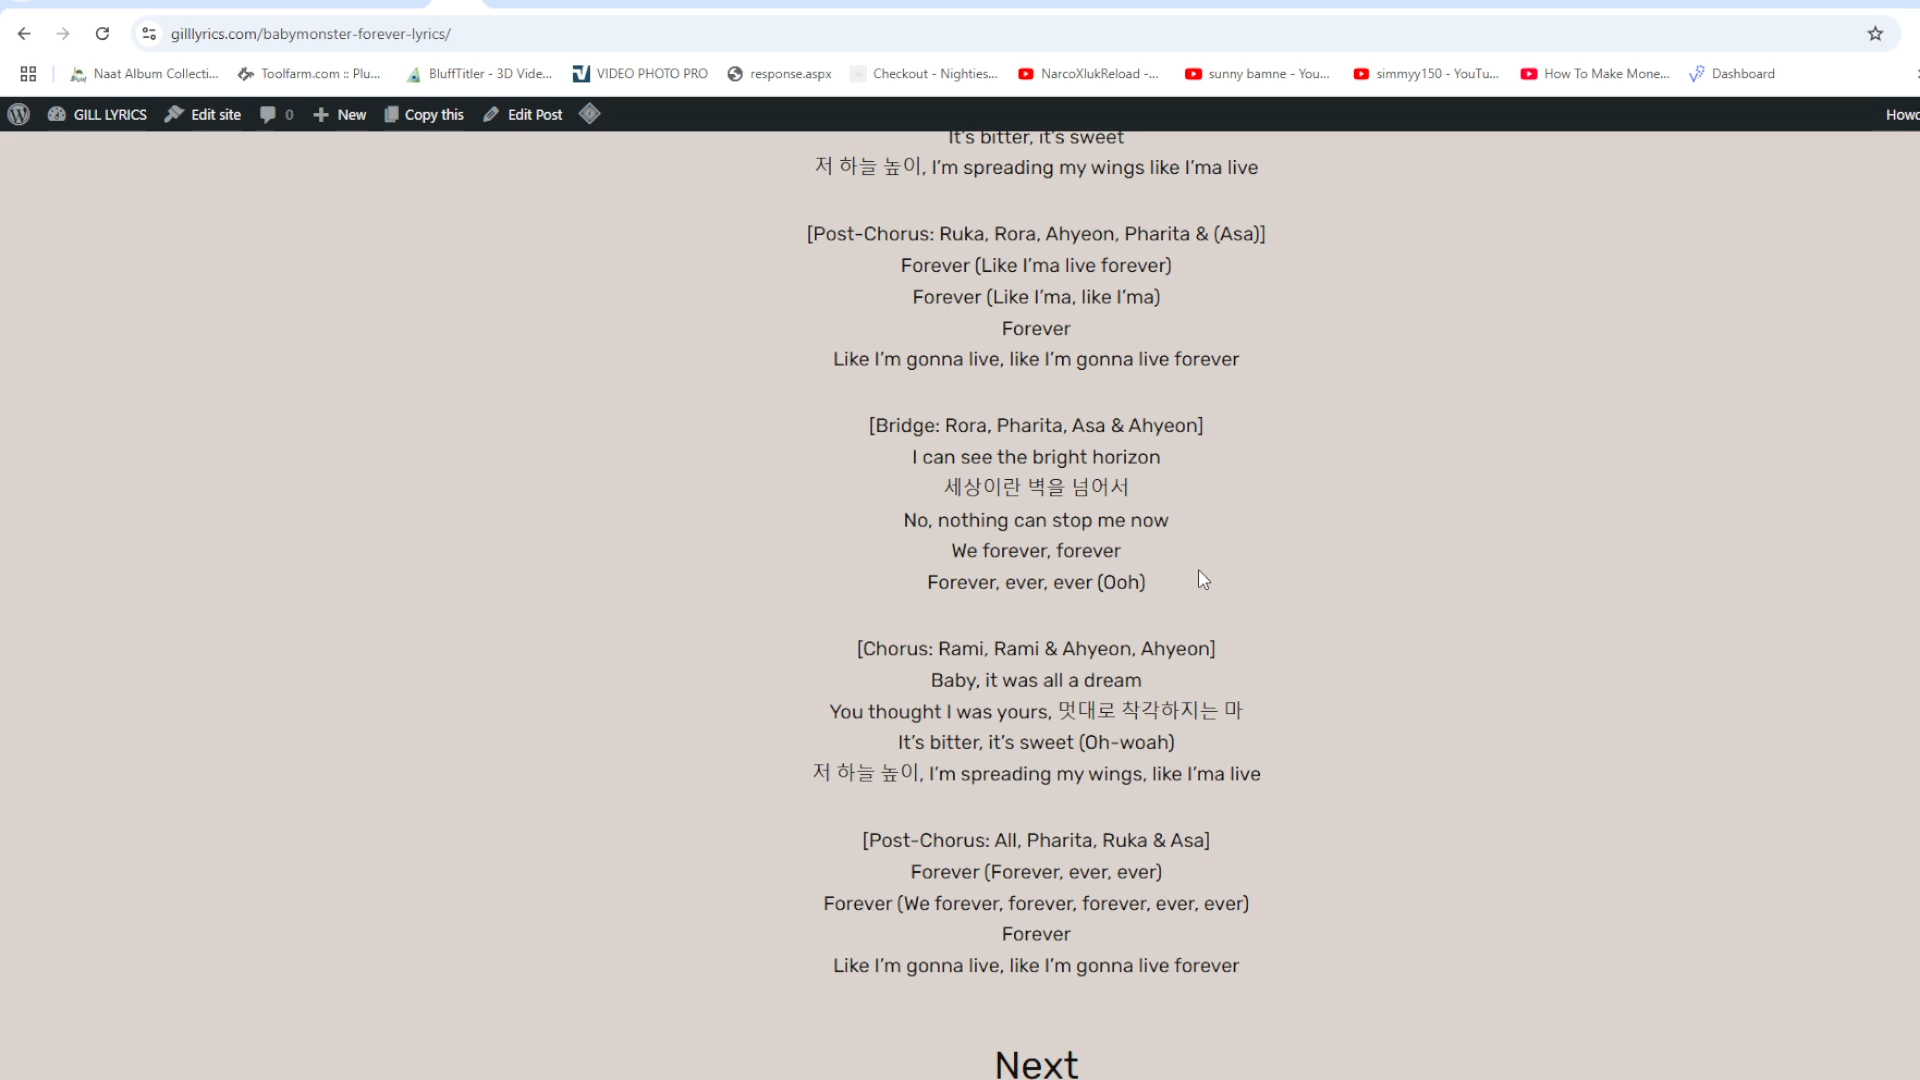 gilllyrics.com/babymonster-forever-lyrics/
Naat Album Collecti... Toolfarm.com :: Plu... BluffTitler - 3D Vide... VIDEO PHOTO PRO response.aspx Checkout - Nighties... NarcoXlukReload -... sunny bamne - You... simmyy150 - YouTu... How To Make Mone... Dashboard
GILL LYRICS Edit site 0 New Copy this Edit Post Howd
It’s bitter, it’s sweet
저 하늘 높이, I’m spreading my wings like I’ma live
[Post-Chorus: Ruka, Rora, Ahyeon, Pharita & (Asa)]
Forever (Like I’ma live forever)
Forever (Like I’ma, like I’ma)
Forever
Like I’m gonna live, like I’m gonna live forever
[Bridge: Rora, Pharita, Asa & Ahyeon]
I can see the bright horizon
세상이란 벽을 넘어서
No, nothing can stop me now
We forever, forever
Forever, ever, ever (Ooh)
[Chorus: Rami, Rami & Ahyeon, Ahyeon]
Baby, it was all a dream
You thought I was yours, 멋대로 착각하지는 마
It’s bitter, it’s sweet (Oh-woah)
저 하늘 높이, I’m spreading my wings, like I’ma live
[Post-Chorus: All, Pharita, Ruka & Asa]
Forever (Forever, ever, ever)
Forever (We forever, forever, forever, ever, ever)
Forever
Like I’m gonna live, like I’m gonna live forever
Next